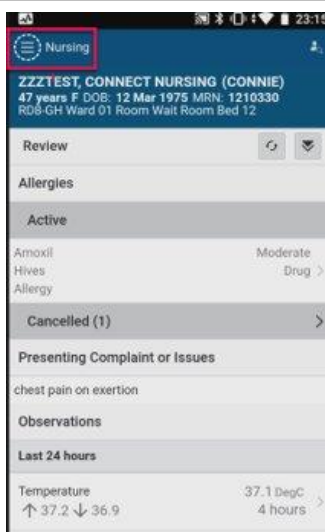 23:15
Nursing
ZZZTEST, CONNECT NURSING (CONNIE)
47 years F DOB: 12 Mar 1975 MRN: 1210330
RD8-GH Ward 01 Room Wait Room Bed 12
Review
Allergies
Active
Amoxil Moderate
Hives Drug
Allergy
Cancelled (1)
Presenting Complaint or Issues
chest pain on exertion
Observations
Last 24 hours
Temperature 37.1 DegC
↑ 37.2 ↓ 36.9 4 hours